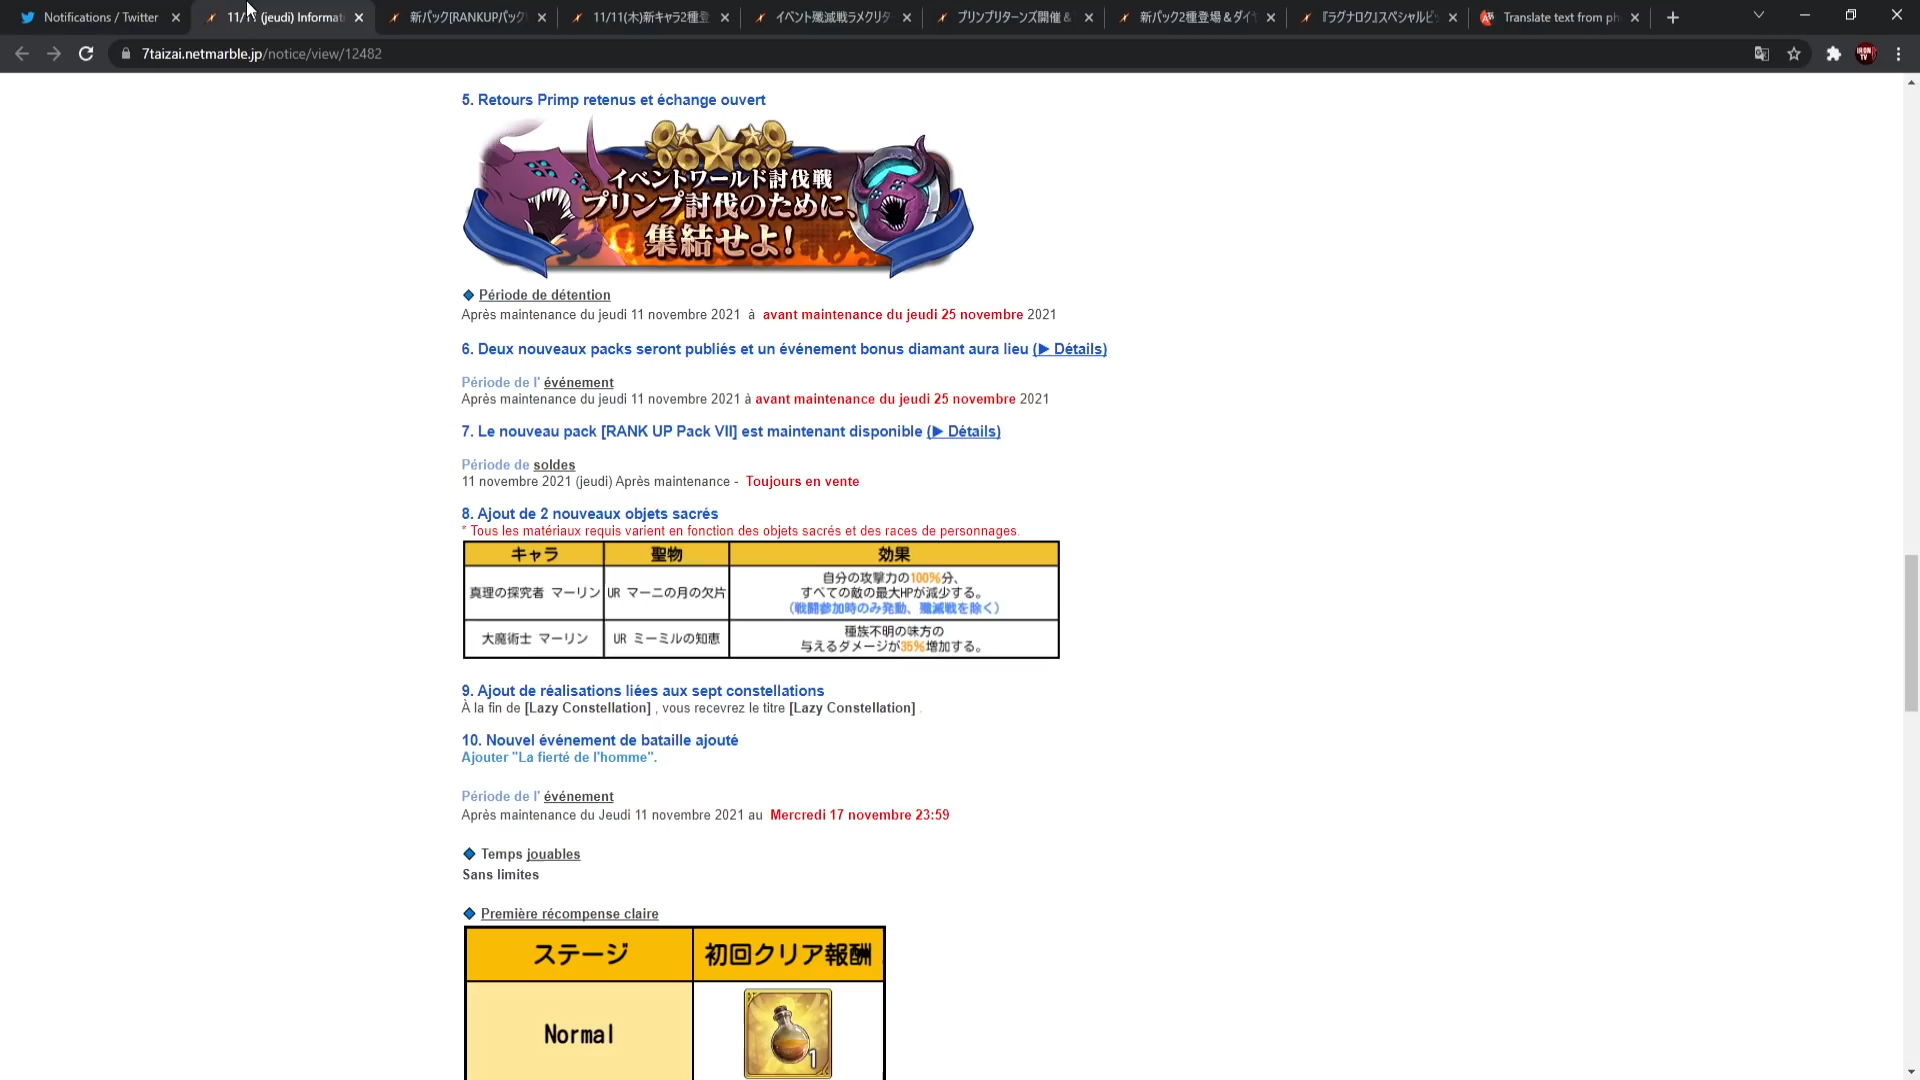 Notifications / Twitter
11/11 (jeudi) Informat
新パック[RANKUPパック
11/11(木)新キャラ2種登
イベント殲滅戦ラメクリタ
プリンプリターンズ開催 &
新パック2種登場&ダイヤ
『ラグナロク』スペシャルピ
Translate text from ph
7taizai.netmarble.jp/notice/view/12482
5. Retours Primp retenus et échange ouvert
イベントワールド討伐戦
プリンプ討伐のために、
集結せよ!
Période de détention
Après maintenance du jeudi 11 novembre 2021 à avant maintenance du jeudi 25 novembre 2021
6. Deux nouveaux packs seront publiés et un événement bonus diamant aura lieu (▶ Détails)
Période de l' événement
Après maintenance du jeudi 11 novembre 2021 à avant maintenance du jeudi 25 novembre 2021
7. Le nouveau pack [RANK UP Pack VII] est maintenant disponible (▶ Détails)
Période de soldes
11 novembre 2021 (jeudi) Après maintenance - Toujours en vente
8. Ajout de 2 nouveaux objets sacrés
* Tous les matériaux requis varient en fonction des objets sacrés et des races de personnages.
キャラ 聖物 効果
真理の探究者 マーリン UR マーニの月の欠片 自分の攻撃力の100%分、
すべての敵の最大HPが減少する。
(戦闘参加時のみ発動、殲滅戦を除く)
大魔術士 マーリン UR ミーミルの知恵 種族不明の味方の
与えるダメージが35%増加する。
9. Ajout de réalisations liées aux sept constellations
À la fin de [Lazy Constellation] , vous recevrez le titre [Lazy Constellation] .
10. Nouvel événement de bataille ajouté
Ajouter "La fierté de l'homme".
Période de l' événement
Après maintenance du Jeudi 11 novembre 2021 au Mercredi 17 novembre 23:59
Temps jouables
Sans limites
Première récompense claire
ステージ 初回クリア報酬
Normal 1